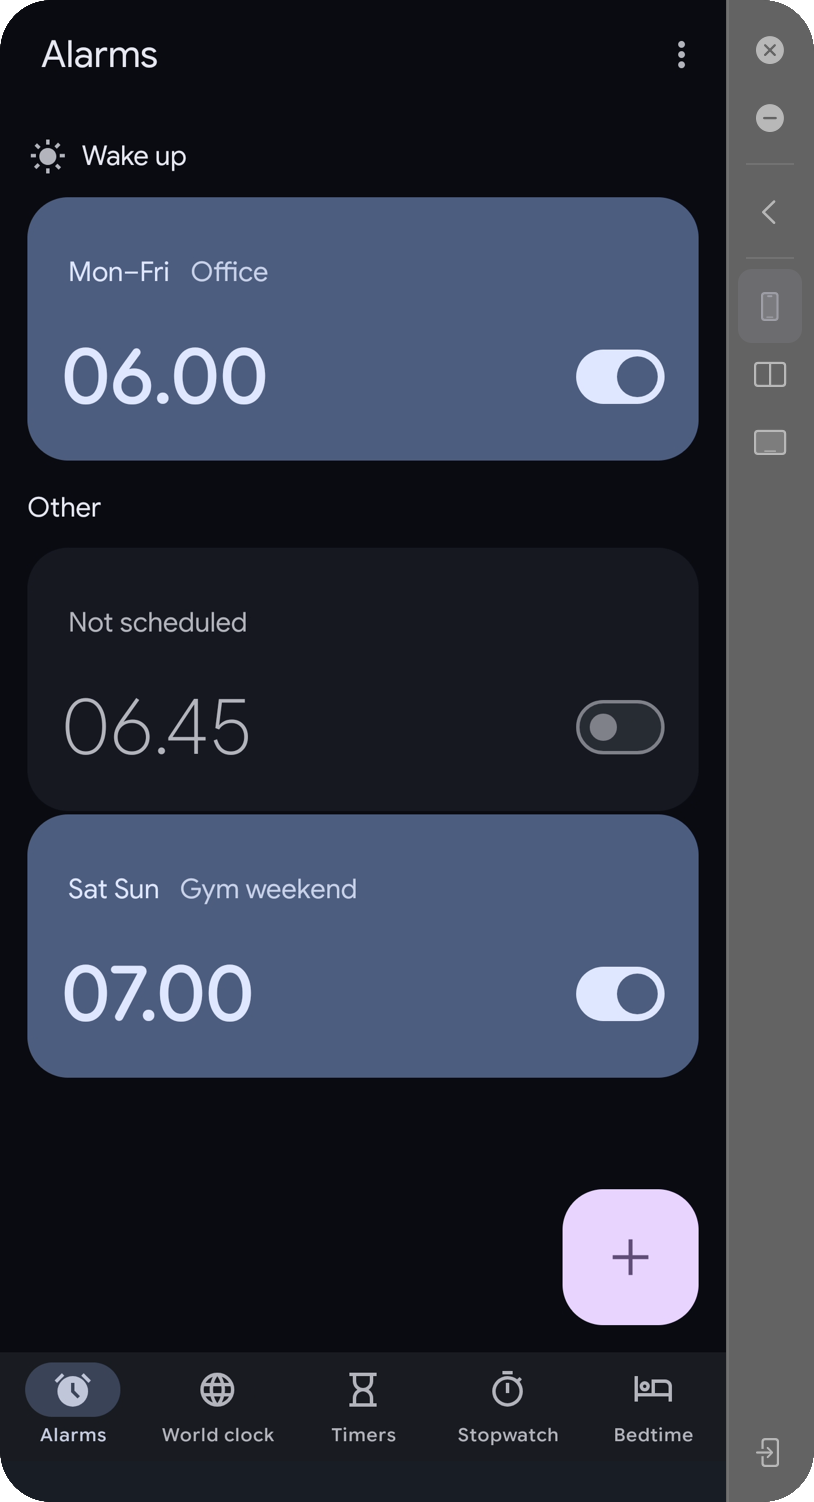 Alarms
Wake up
Mon–Fri Office
06.00
Other
Not scheduled
06.45
Sat Sun Gym weekend
07.00
Alarms World clock Timers Stopwatch Bedtime